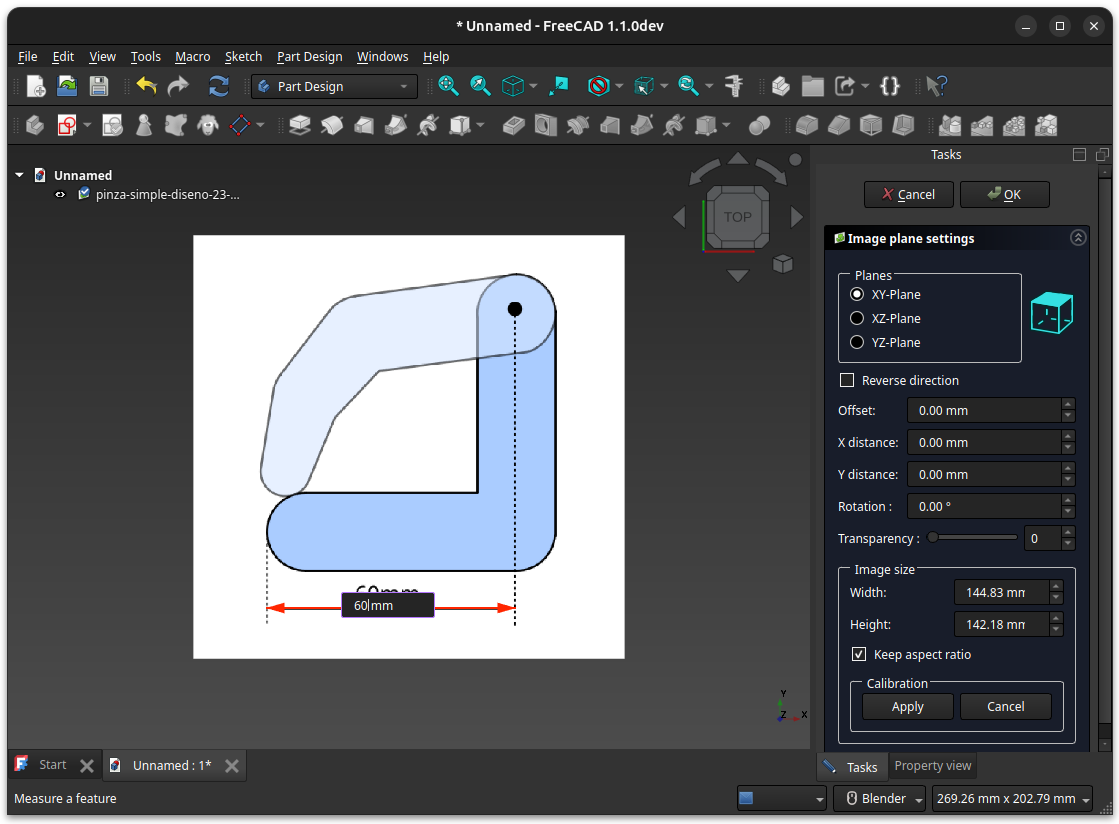 * Unnamed - FreeCAD 1.1.0dev
File Edit View Tools Macro Sketch Part Design Windows Help
Part Design
Tasks
Unnamed
pinza-simple-diseno-23-...
TOP
Cancel OK
Image plane settings
Planes
XY-Plane
XZ-Plane
YZ-Plane
Reverse direction
Offset: 0.00 mm
X distance: 0.00 mm
Y distance: 0.00 mm
Rotation : 0.00 °
Transparency : 0
Image size
Width: 144.83 mm
Height: 142.18 mm
Keep aspect ratio
Calibration
Apply Cancel
60mm
60 mm
Y
Z X
Start Unnamed : 1*
Tasks Property view
Measure a feature
Blender 269.26 mm x 202.79 mm